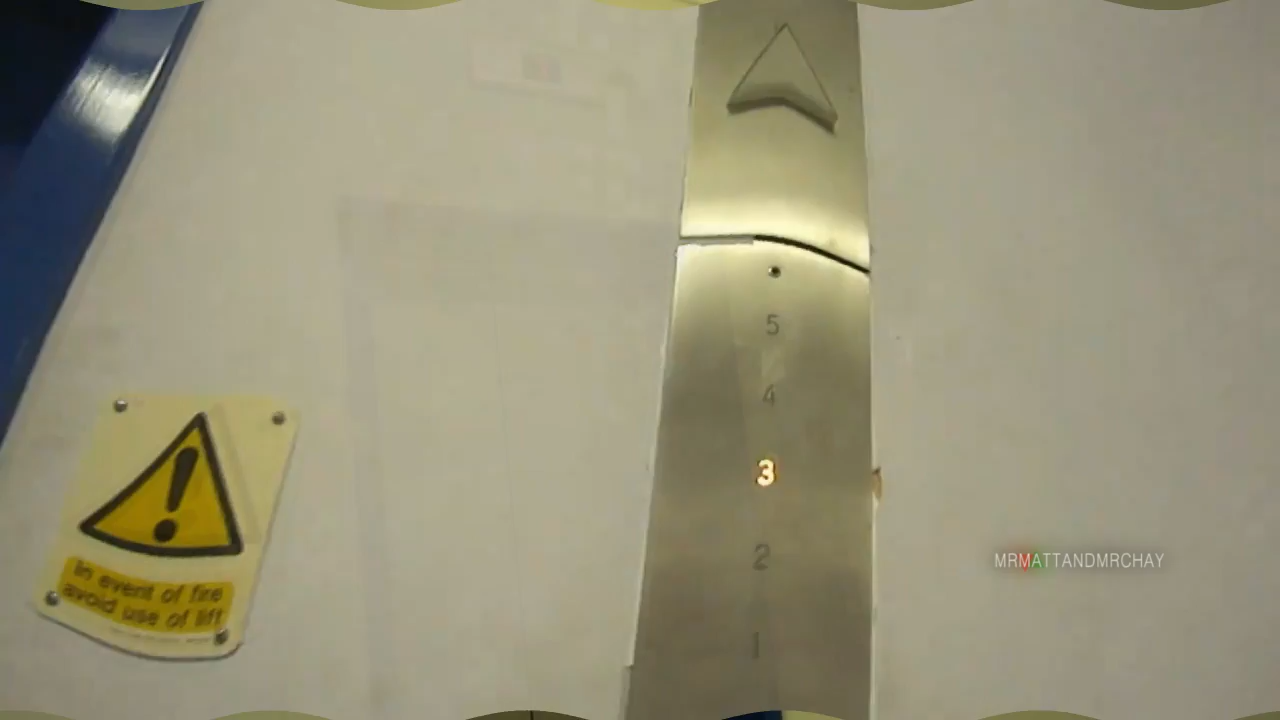 5
4
3
2
1
In event of fire
avoid use of lift
MRMATTANDMRCHAY